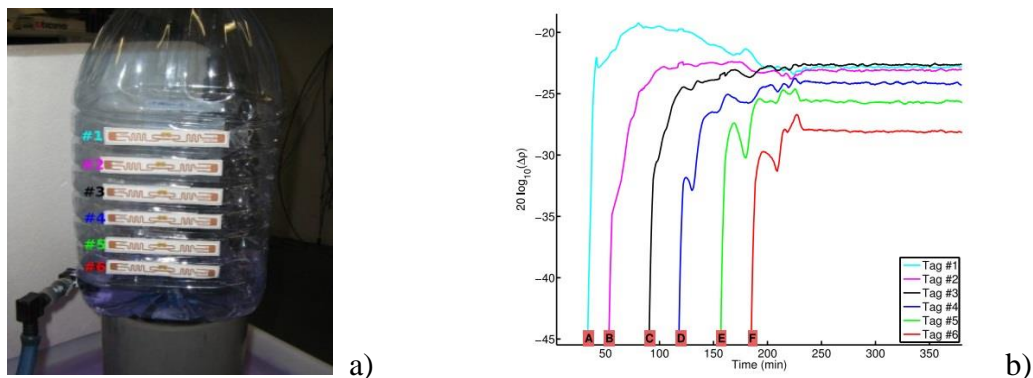 #1
#2
#3
#4
#5
#6
a)
20 log₁₀(Δρ)
−20
−25
−30
−35
−40
−45
A B C D E F
50 100 150 200 250 300 350
Time (min)
Tag #1
Tag #2
Tag #3
Tag #4
Tag #5
Tag #6
b)